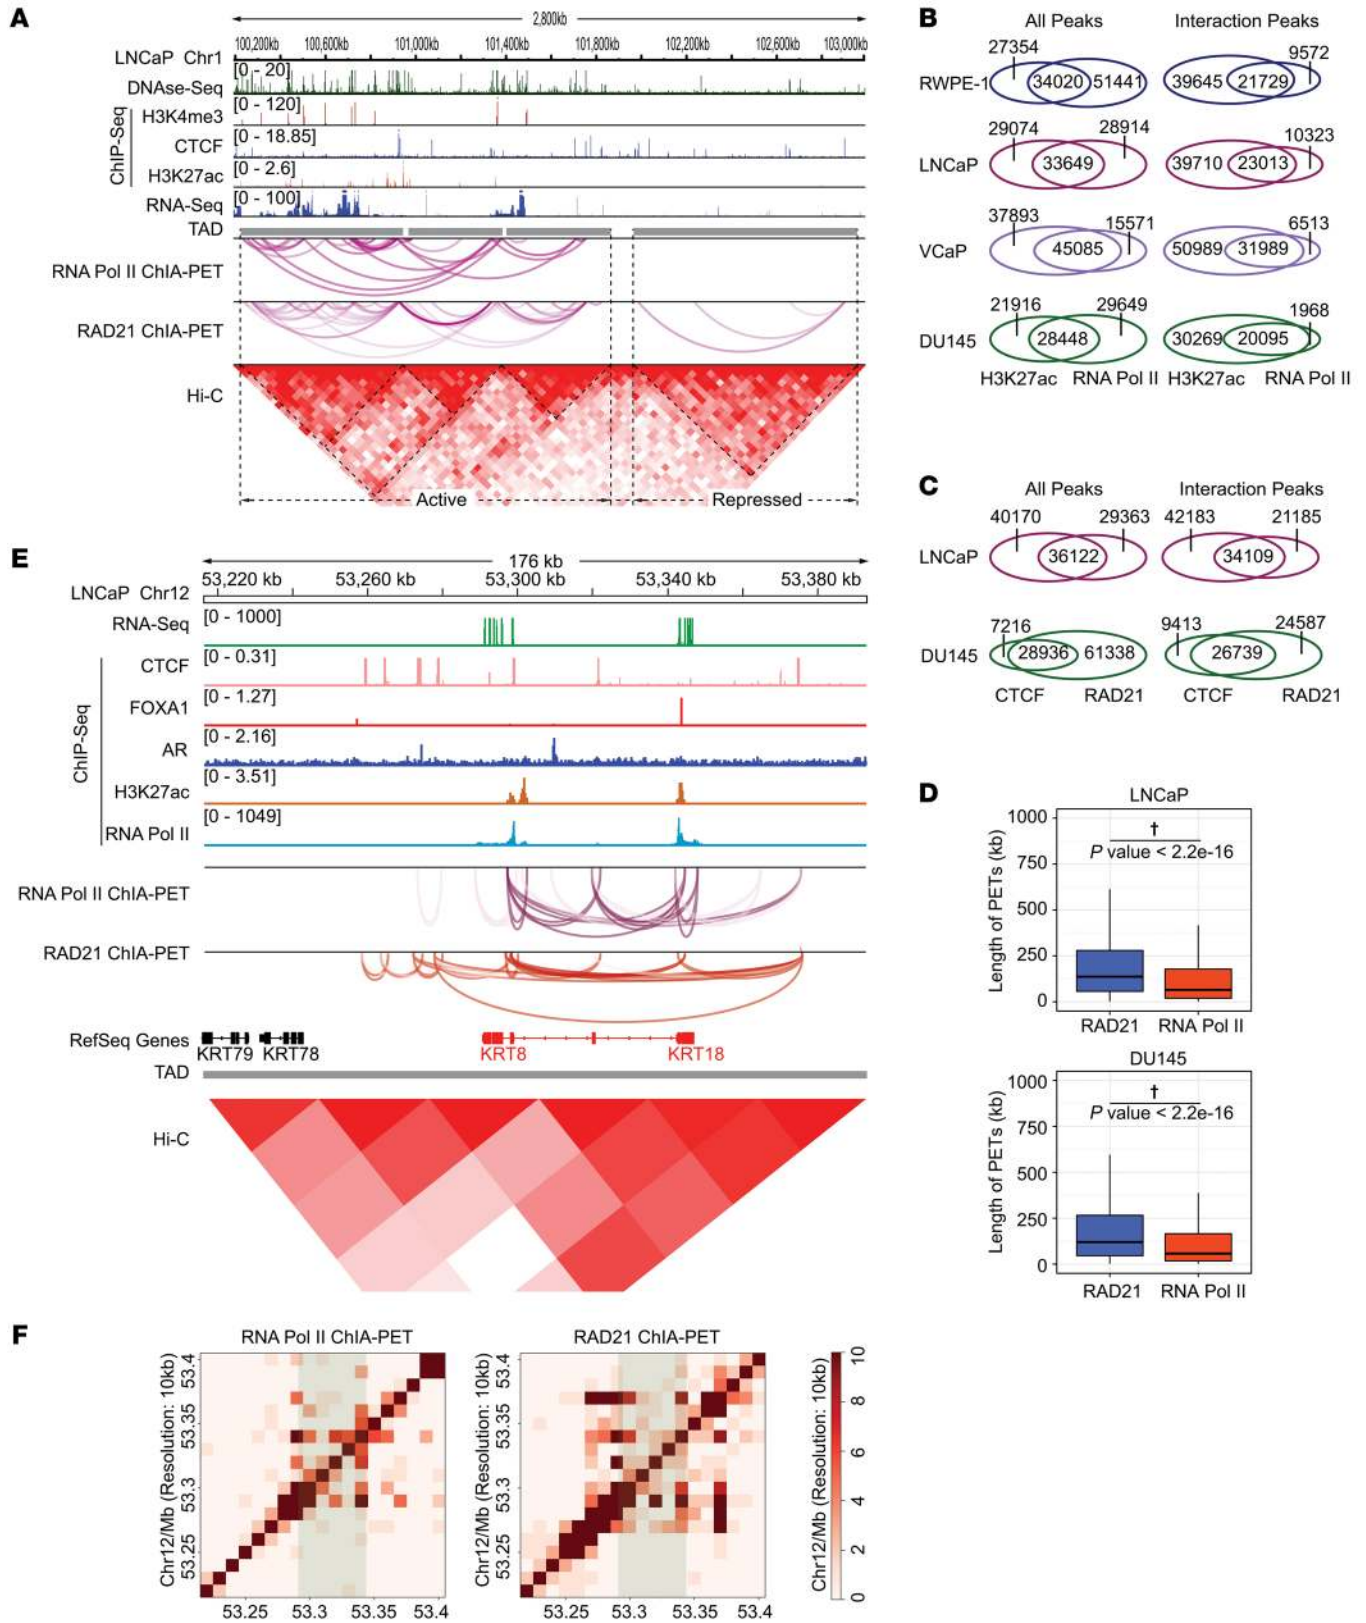 A
2,800kb
100,200kb 100,600kb 101,000kb 101,400kb 101,800kb 102,200kb 102,600kb 103,000kb
LNCaP Chr1
DNAse-Seq [0 - 20]
ChIP-Seq
H3K4me3 [0 - 120]
CTCF [0 - 18.85]
H3K27ac [0 - 2.6]
RNA-Seq [0 - 100]
TAD
RNA Pol II ChIA-PET
RAD21 ChIA-PET
Hi-C
Active Repressed
B
All Peaks Interaction Peaks
27354 9572
RWPE-1 34020 51441 39645 21729
29074 28914 10323
LNCaP 33649 39710 23013
37893 15571 6513
VCaP 45085 50989 31989
21916 29649 1968
DU145 28448 30269 20095
H3K27ac RNA Pol II H3K27ac RNA Pol II
C
All Peaks Interaction Peaks
40170 29363 42183 21185
LNCaP 36122 34109
7216 9413 24587
DU145 28936 61338 26739
CTCF RAD21 CTCF RAD21
D
LNCaP
1000
750
500
250
0
Length of PETs (kb)
†
P value < 2.2e-16
RAD21 RNA Pol II
DU145
1000
750
500
250
0
Length of PETs (kb)
†
P value < 2.2e-16
RAD21 RNA Pol II
E
176 kb
53,220 kb 53,260 kb 53,300 kb 53,340 kb 53,380 kb
LNCaP Chr12
RNA-Seq [0 - 1000]
ChIP-Seq
CTCF [0 - 0.31]
FOXA1 [0 - 1.27]
AR [0 - 2.16]
H3K27ac [0 - 3.51]
RNA Pol II [0 - 1049]
RNA Pol II ChIA-PET
RAD21 ChIA-PET
RefSeq Genes
KRT79 KRT78 KRT8 KRT18
TAD
Hi-C
F
RNA Pol II ChIA-PET RAD21 ChIA-PET
Chr12/Mb (Resolution: 10kb)
53.4
53.35
53.3
53.25
53.25 53.3 53.35 53.4
Chr12/Mb (Resolution: 10kb)
53.4
53.35
53.3
53.25
53.25 53.3 53.35 53.4
Chr12/Mb (Resolution: 10kb)
10
8
6
4
2
0